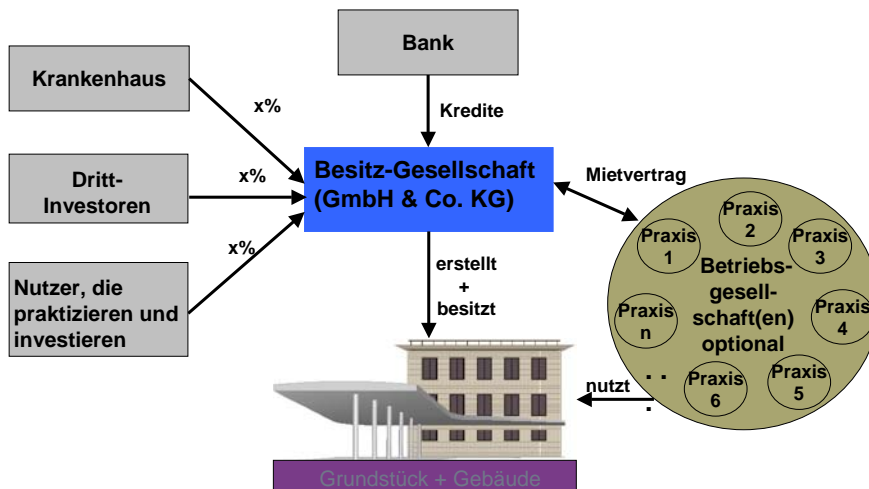 Bank
Krankenhaus
x%
Kredite
Dritt-
Investoren
x%
Besitz-Gesellschaft
(GmbH & Co. KG)
Mietvertrag
x%
Nutzer, die
praktizieren und
investieren
erstellt
+
besitzt
Praxis
1
Praxis
2
Praxis
3
Praxis
4
Praxis
5
Praxis
6
Praxis
n
. .
.
Betriebs-
gesell-
schaft(en)
optional
nutzt
Grundstück + Gebäude